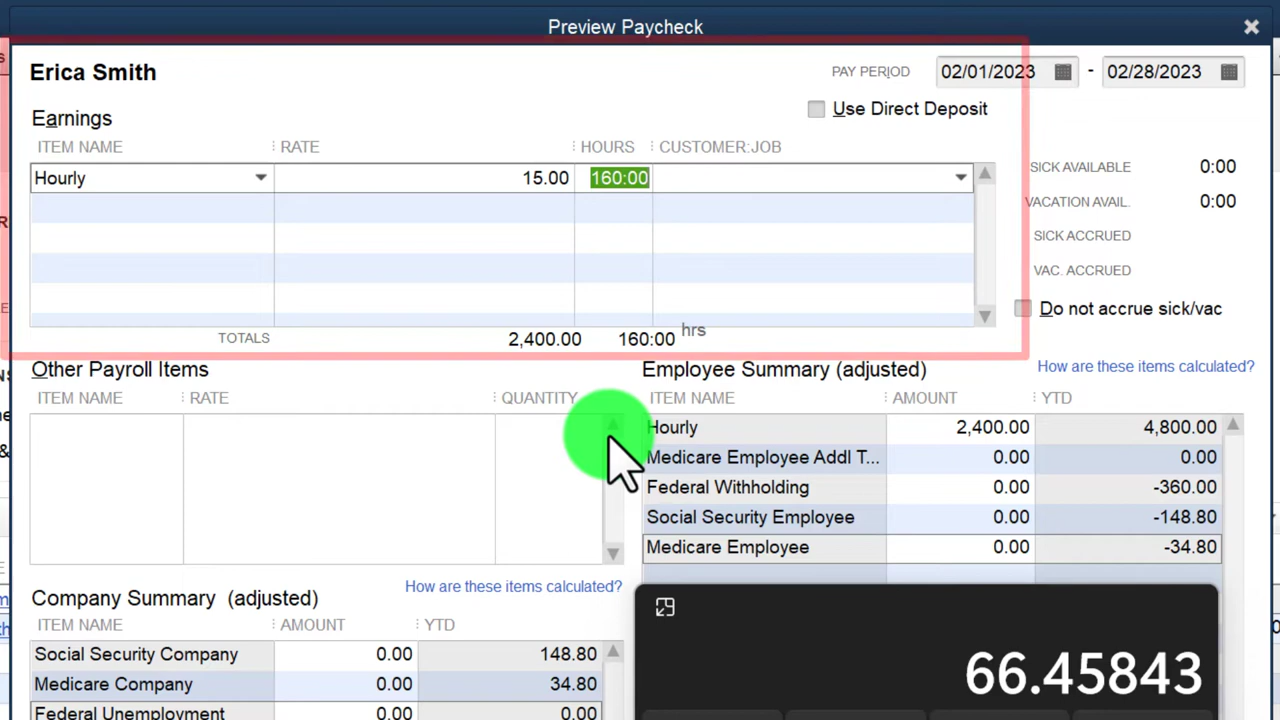 Preview Paycheck
Erica Smith
PAY PERIOD 02/01/2023 - 02/28/2023
Use Direct Deposit
Earnings
ITEM NAME RATE HOURS CUSTOMER:JOB
Hourly 15.00 160:00
TOTALS 2,400.00 160:00 hrs
SICK AVAILABLE 0:00
VACATION AVAIL. 0:00
SICK ACCRUED
VAC. ACCRUED
Do not accrue sick/vac
Other Payroll Items
ITEM NAME RATE QUANTITY
Employee Summary (adjusted) How are these items calculated?
ITEM NAME AMOUNT YTD
Hourly 2,400.00 4,800.00
Medicare Employee Addl T... 0.00 0.00
Federal Withholding 0.00 -360.00
Social Security Employee 0.00 -148.80
Medicare Employee 0.00 -34.80
How are these items calculated?
Company Summary (adjusted)
ITEM NAME AMOUNT YTD
Social Security Company 0.00 148.80
Medicare Company 0.00 34.80
Federal Unemployment 0.00 0.00
66.45843